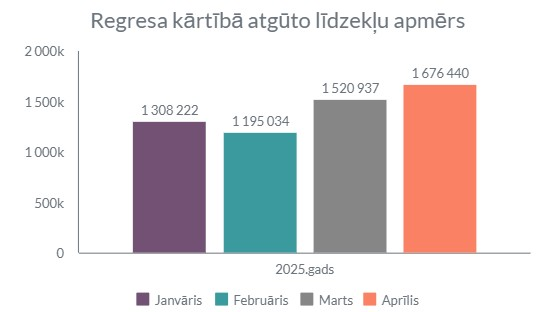 Regresa kārtībā atgūto līdzekļu apmērs
2 000k
1 500k
1 000k
500k
0
1 308 222
1 195 034
1 520 937
1 676 440
2025.gads
Janvāris Februāris Marts Aprīlis